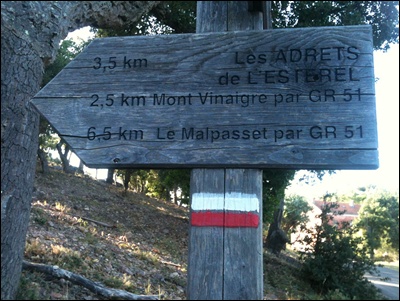 3,5 km Les ADRETS
de L'ESTEREL
2,5 km Mont Vinaigre par GR 51
6,5 km Le Malpasset par GR 51